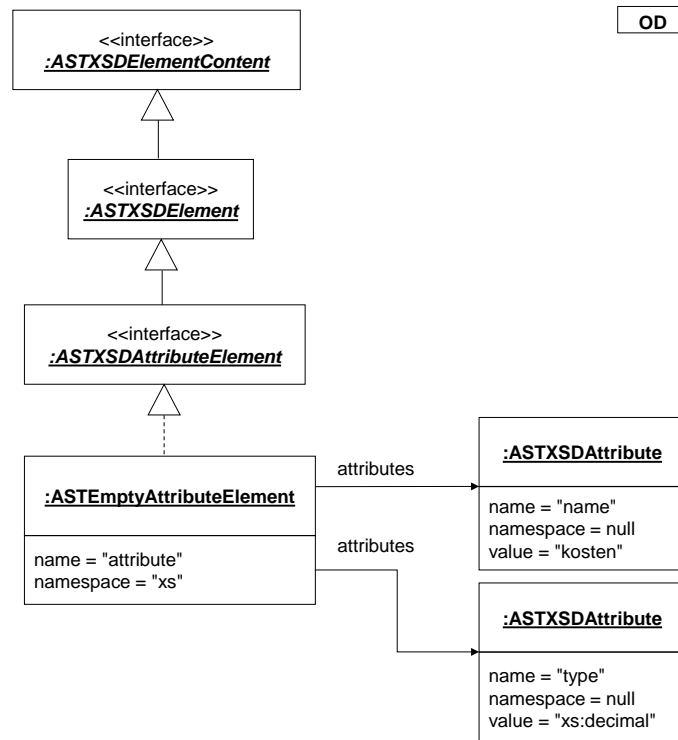 OD
<<interface>>
:ASTXSDElementContent
<<interface>>
:ASTXSDElement
<<interface>>
:ASTXSDAttributeElement
:ASTEmptyAttributeElement
name = "attribute"
namespace = "xs"
attributes
attributes
:ASTXSDAttribute
name = "name"
namespace = null
value = "kosten"
:ASTXSDAttribute
name = "type"
namespace = null
value = "xs:decimal"